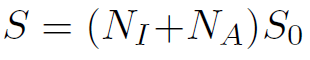 S = (N_I+N_A)S_0